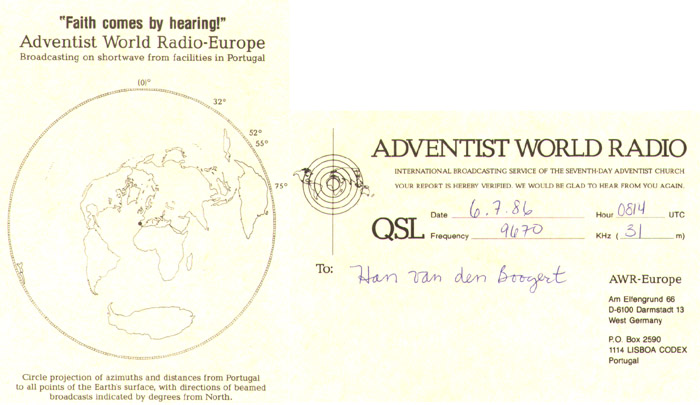 "Faith comes by hearing!"
Adventist World Radio-Europe
Broadcasting on shortwave from facilities in Portugal
(0)°
32°
52°
55°
75°
Circle projection of azimuths and distances from Portugal
to all points of the Earth's surface, with directions of beamed
broadcasts indicated by degrees from North.
ADVENTIST WORLD RADIO
INTERNATIONAL BROADCASTING SERVICE OF THE SEVENTH-DAY ADVENTIST CHURCH
YOUR REPORT IS HEREBY VERIFIED. WE WOULD BE GLAD TO HEAR FROM YOU AGAIN.
QSL
Date 6.7.86 Hour 0814 UTC
Frequency 9670 KHz (31 m)
To: Han van den Boogert
AWR-Europe
Am Elfengrund 66
D-6100 Darmstadt 13
West Germany
P.O. Box 2590
1114 LISBOA CODEX
Portugal